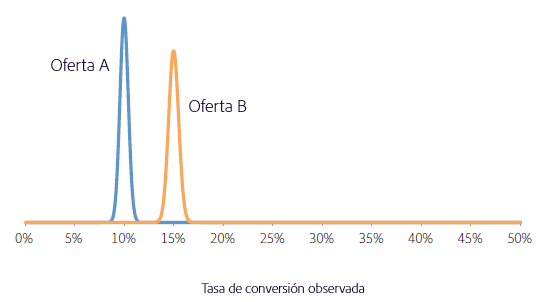 Oferta A
Oferta B
0% 5% 10% 15% 20% 25% 30% 35% 40% 45% 50%
Tasa de conversión observada